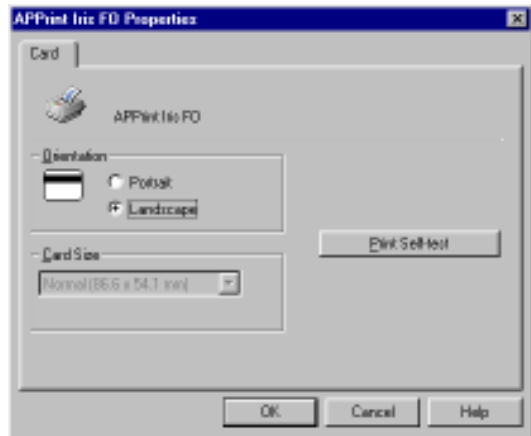 APPrint Iris FO Properties
Card
APPrint Iris FO
Orientation
Portrait
Landscape
Card Size
Normal (86.6 x 54.1 mm)
Print Self-test
OK Cancel Help